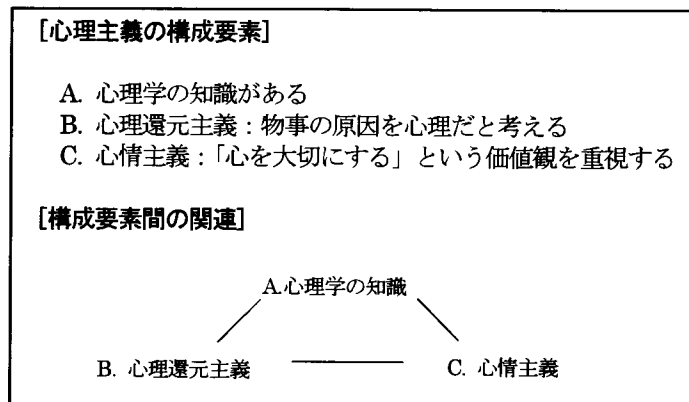 [心理主義の構成要素]
A. 心理学の知識がある
B. 心理還元主義：物事の原因を心理だと考える
C. 心情主義：「心を大切にする」という価値観を重視する
[構成要素間の関連]
A.心理学の知識
B. 心理還元主義
C. 心情主義